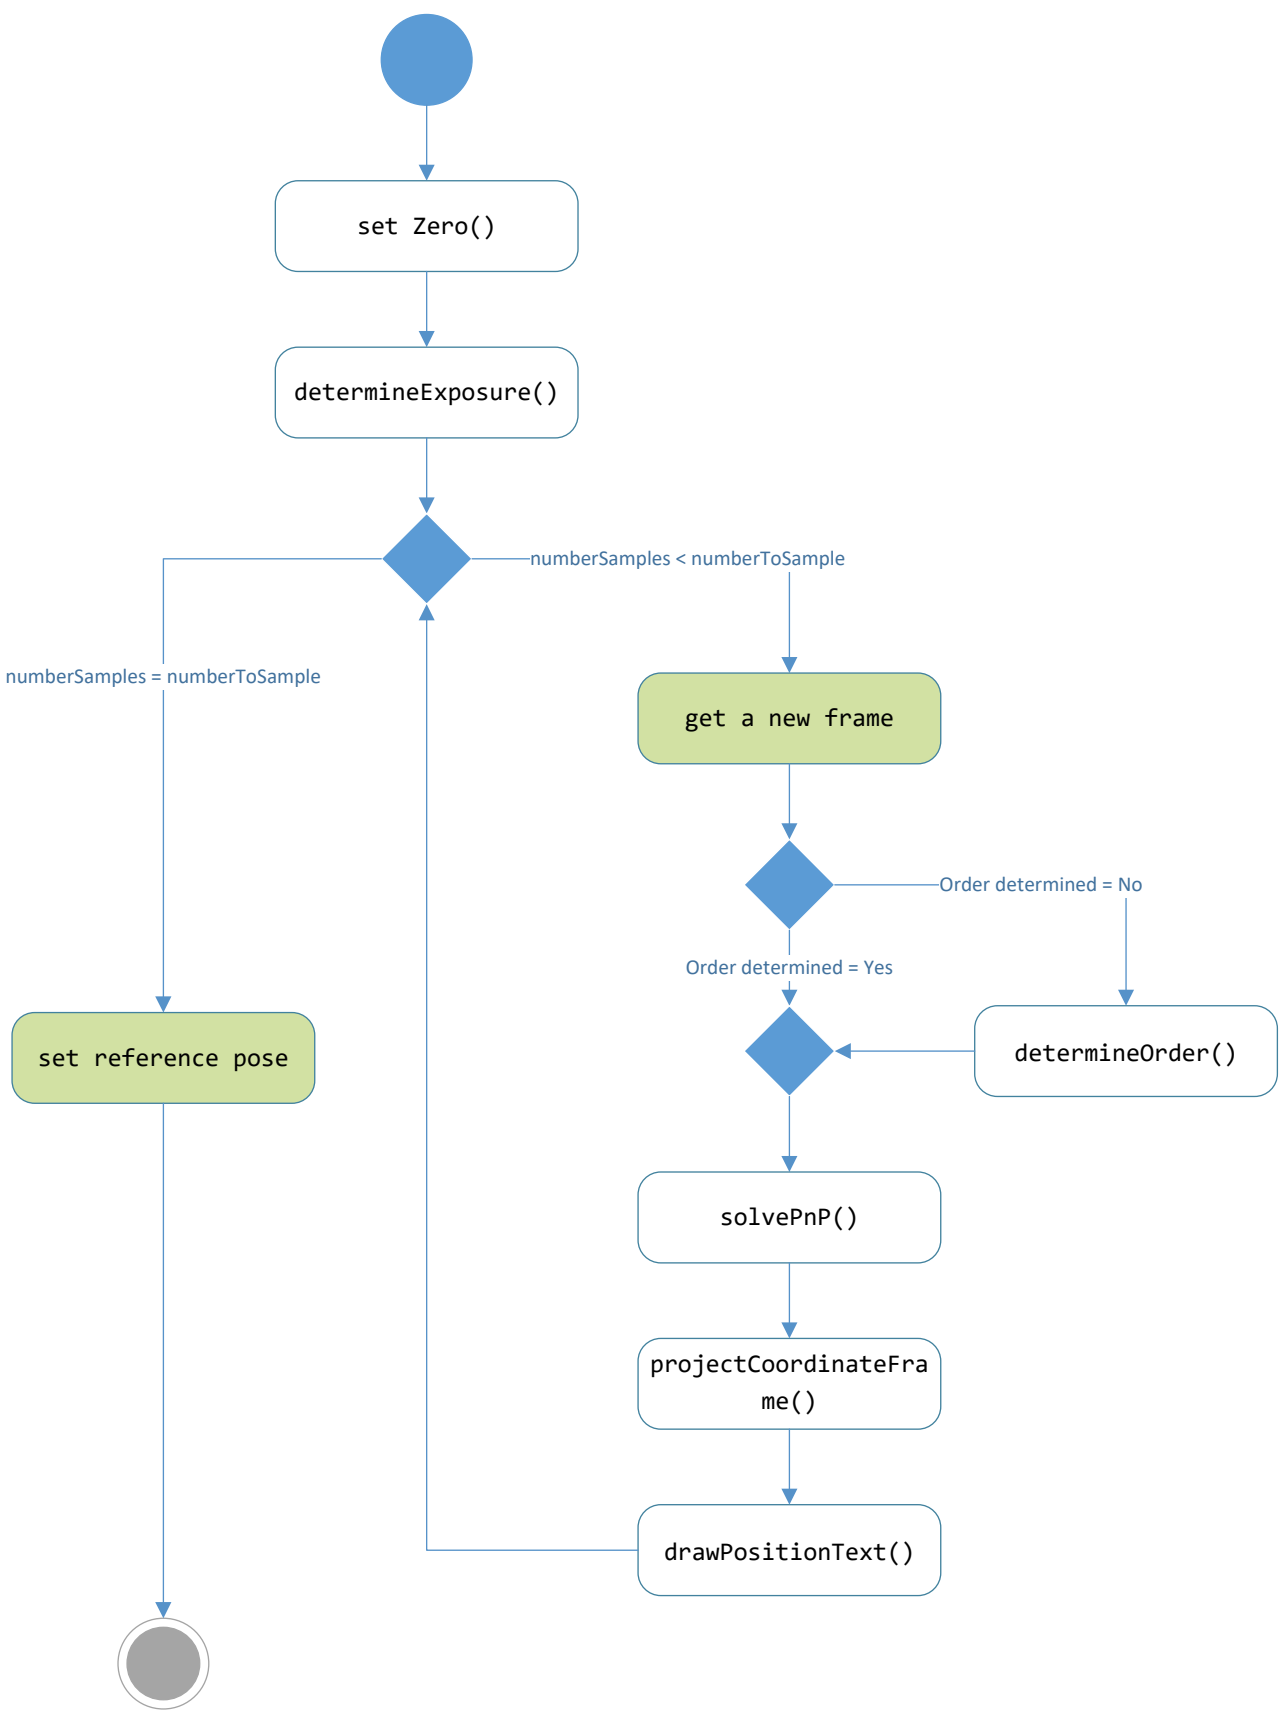 set Zero()
determineExposure()
numberSamples < numberToSample
numberSamples = numberToSample
get a new frame
Order determined = No
Order determined = Yes
set reference pose
determineOrder()
solvePnP()
projectCoordinateFra
me()
drawPositionText()